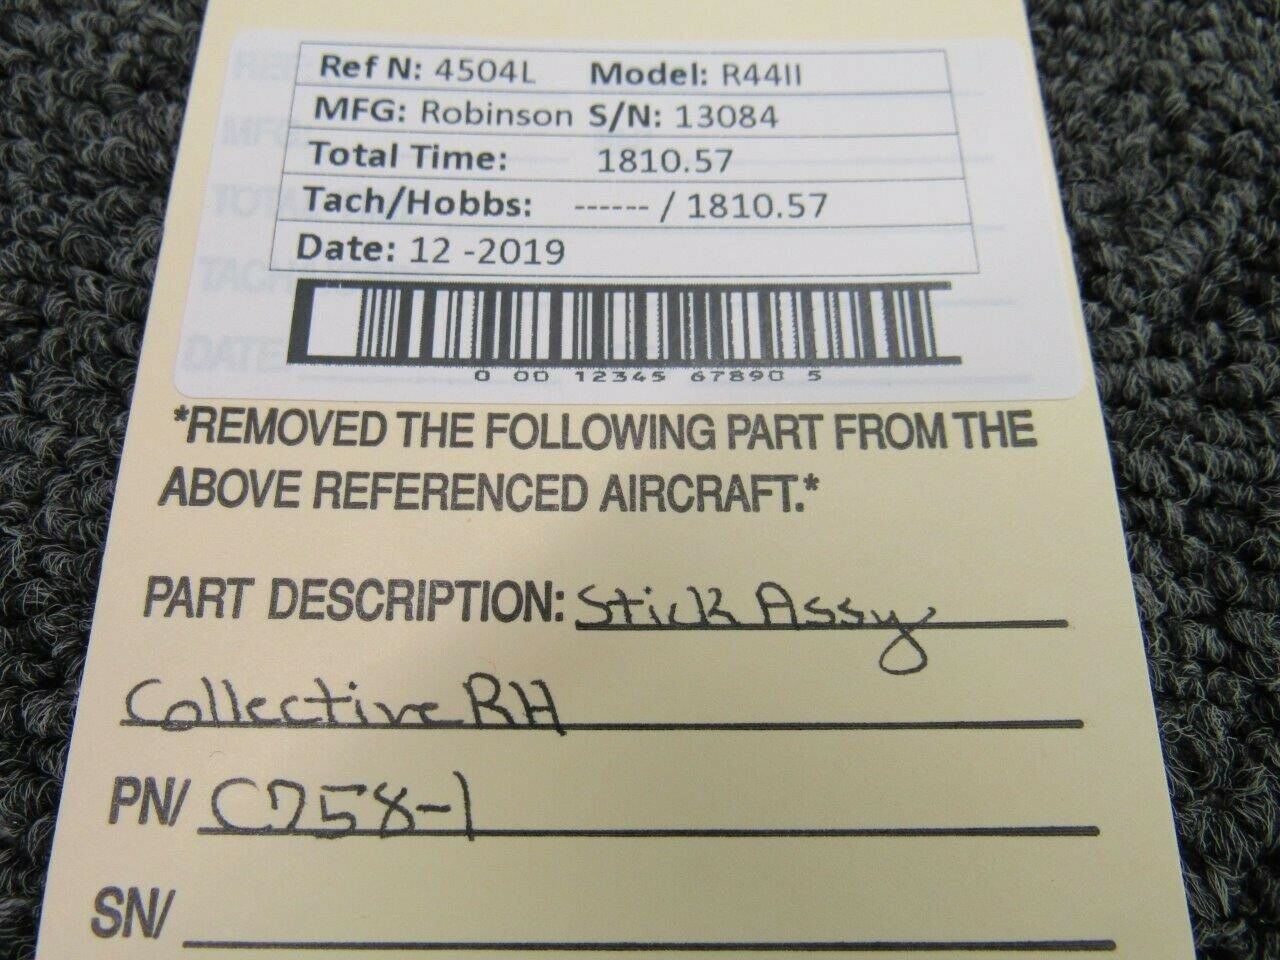 Ref N: 4504L Model: R44II
MFG: Robinson S/N: 13084
Total Time: 1810.57
Tach/Hobbs: ------ / 1810.57
Date: 12 -2019
0 00 12345 67890 5
*REMOVED THE FOLLOWING PART FROM THE
ABOVE REFERENCED AIRCRAFT.*
PART DESCRIPTION: Stick Assy
Collective RH
PN/ C758-1
SN/